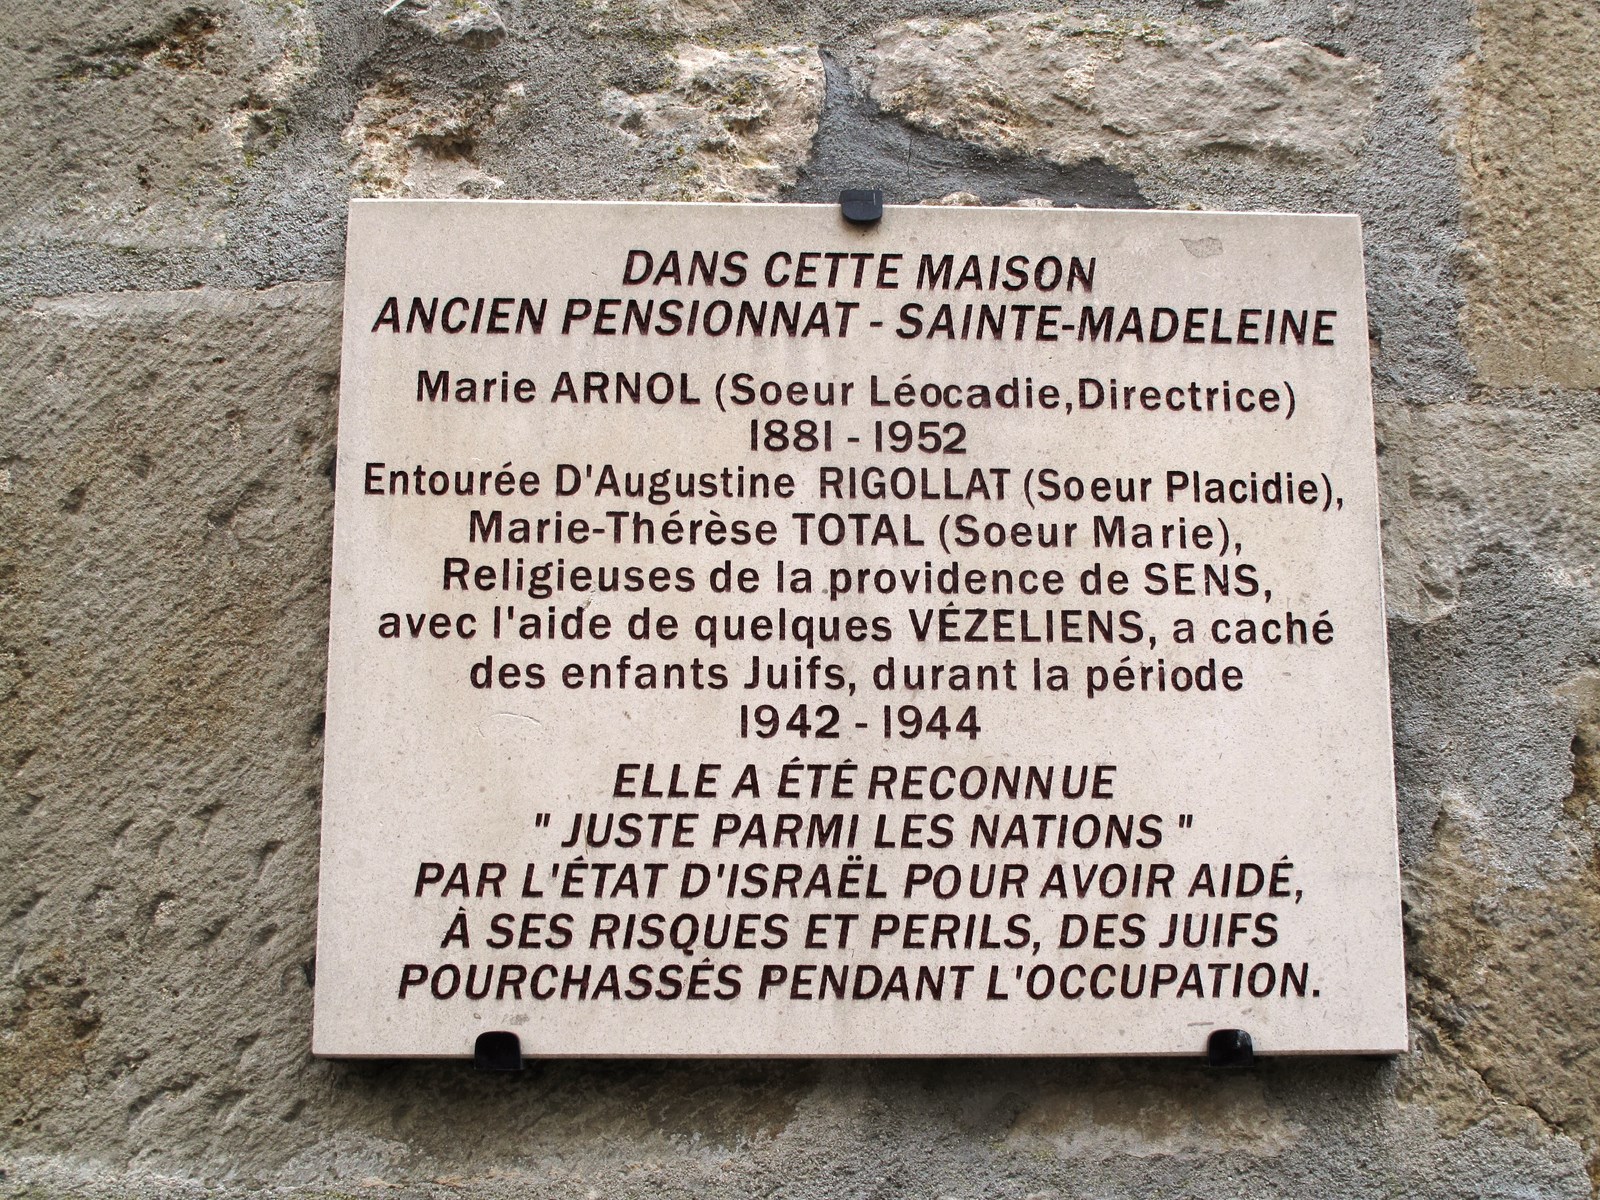 DANS CETTE MAISON
ANCIEN PENSIONNAT - SAINTE-MADELEINE
Marie ARNOL (Soeur Léocadie,Directrice)
1881 - 1952
Entourée D'Augustine RIGOLLAT (Soeur Placidie),
Marie-Thérèse TOTAL (Soeur Marie),
Religieuses de la providence de SENS,
avec l'aide de quelques VÉZELIENS, a caché
des enfants Juifs, durant la période
1942 - 1944
ELLE A ÉTÉ RECONNUE
" JUSTE PARMI LES NATIONS "
PAR L'ÉTAT D'ISRAËL POUR AVOIR AIDÉ,
À SES RISQUES ET PERILS, DES JUIFS
POURCHASSÉS PENDANT L'OCCUPATION.